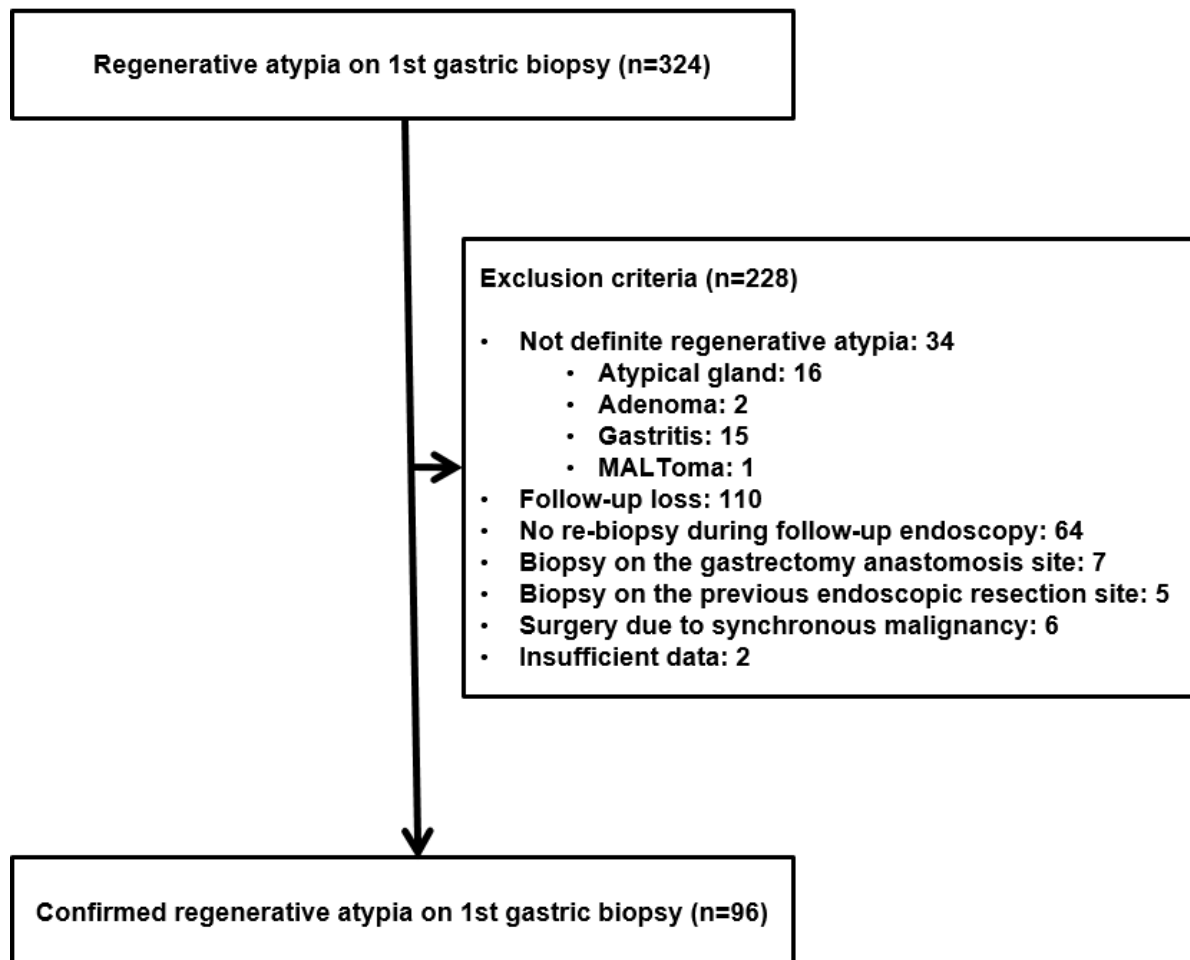 Regenerative atypia on 1st gastric biopsy (n=324)
Exclusion criteria (n=228)
• Not definite regenerative atypia: 34
• Atypical gland: 16
• Adenoma: 2
• Gastritis: 15
• MALToma: 1
• Follow-up loss: 110
• No re-biopsy during follow-up endoscopy: 64
• Biopsy on the gastrectomy anastomosis site: 7
• Biopsy on the previous endoscopic resection site: 5
• Surgery due to synchronous malignancy: 6
• Insufficient data: 2
Confirmed regenerative atypia on 1st gastric biopsy (n=96)